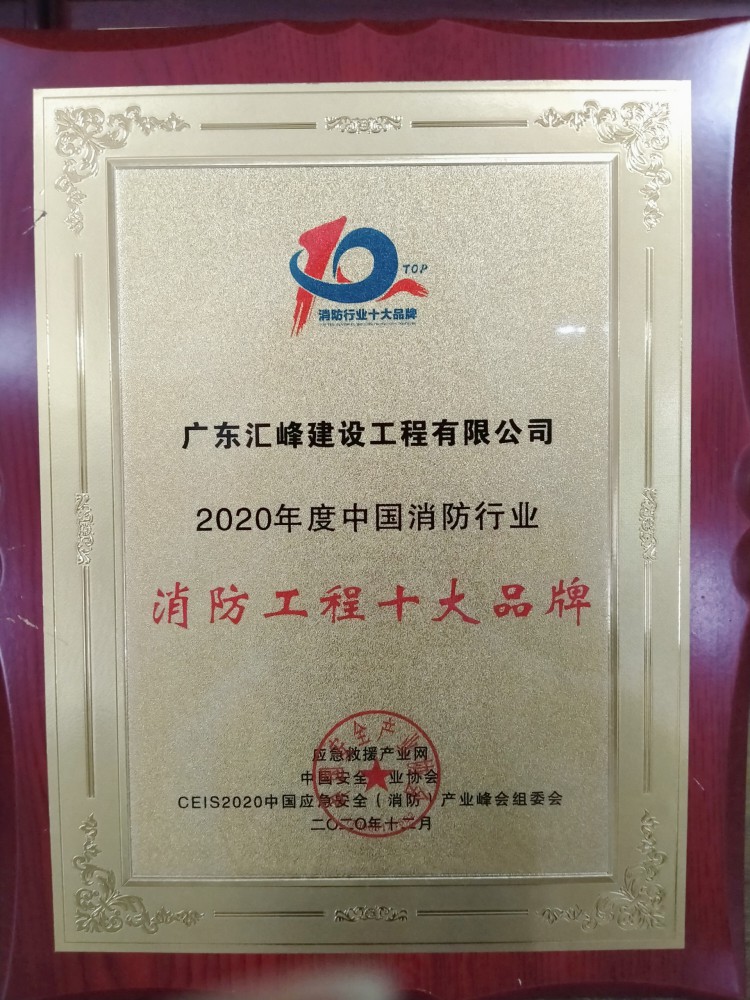 TOP
消防行业十大品牌
广东汇峰建设工程有限公司
2020年度中国消防行业
消防工程十大品牌
应急救援产业网
中国安全 业协会
CEIS2020中国应急安全（消防）产业峰会组委会
二〇二〇年十二月